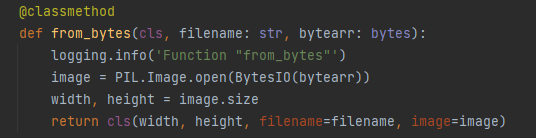 @classmethod
def from_bytes(cls, filename: str, bytearr: bytes):
    logging.info('Function "from_bytes"')
    image = PIL.Image.open(BytesIO(bytearr))
    width, height = image.size
    return cls(width, height, filename=filename, image=image)